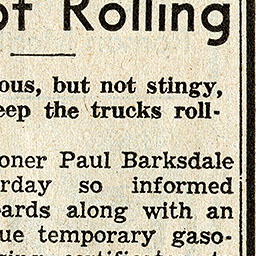 of Rolling
ous, but not stingy,
eep the trucks roll-
oner Paul Barksdale
rday so informed
ards along with an
ue temporary gaso-